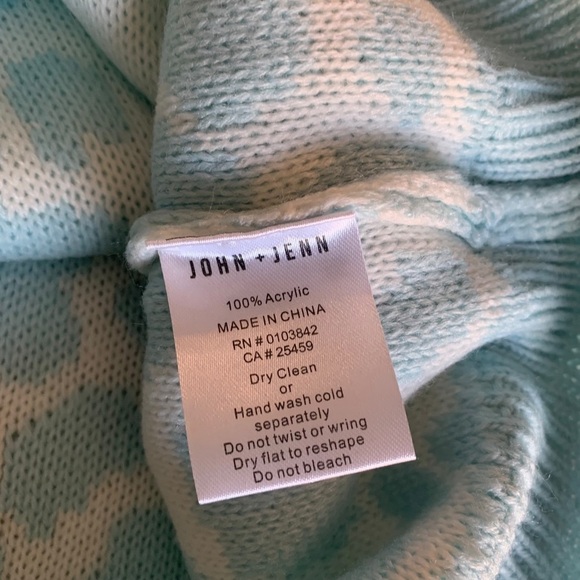 JOHN + JENN
100% Acrylic
MADE IN CHINA
RN # 0103842
CA # 25459
Dry Clean
or
Hand wash cold
separately
Do not twist or wring
Dry flat to reshape
Do not bleach